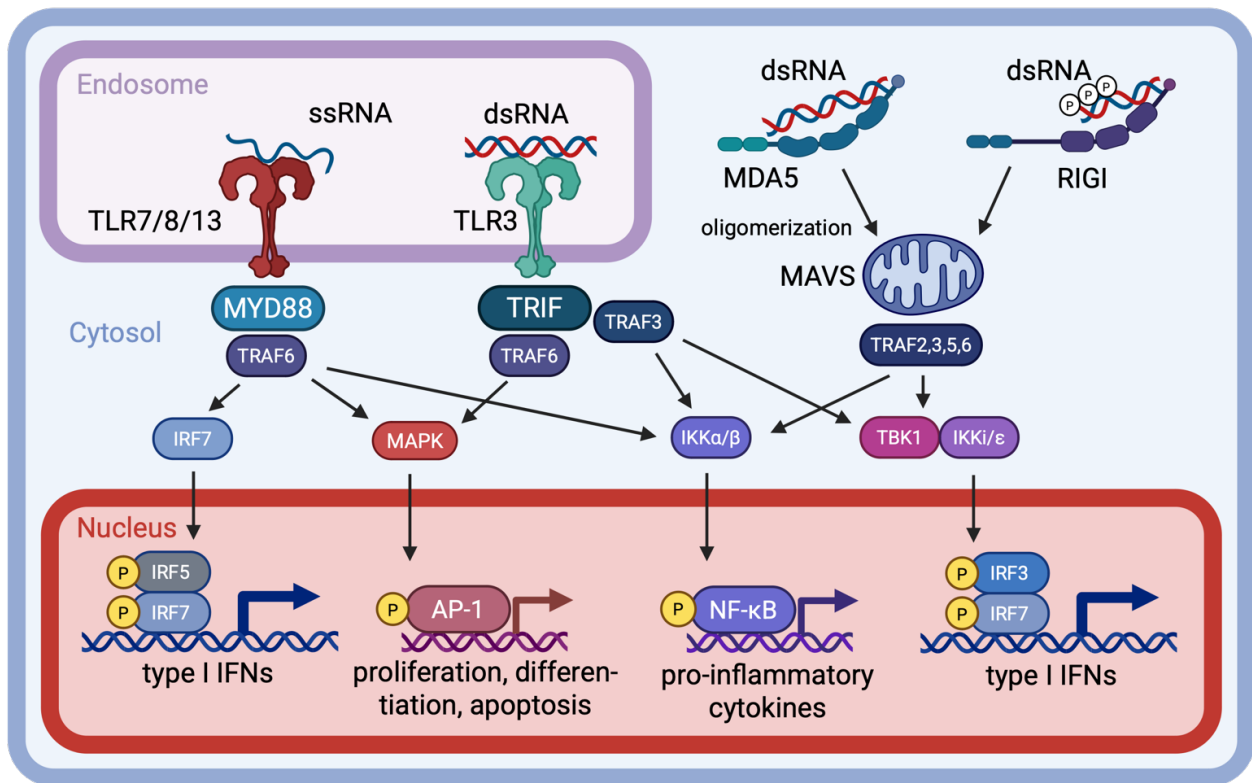 Endosome
ssRNA
dsRNA
dsRNA
dsRNA
P
P
P
TLR7/8/13
TLR3
MDA5
RIGI
oligomerization
MAVS
Cytosol
MYD88
TRIF
TRAF3
TRAF6
TRAF6
TRAF2,3,5,6
IRF7
MAPK
IKKα/β
TBK1
IKKi/ε
Nucleus
P
IRF5
P
IRF7
type I IFNs
P
AP-1
proliferation, differen-
tiation, apoptosis
P
NF-κB
pro-inflammatory
cytokines
P
IRF3
P
IRF7
type I IFNs